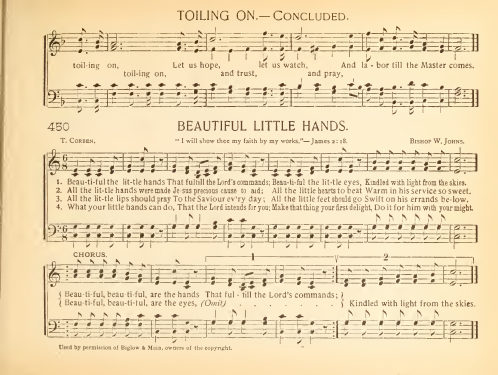 TOILING ON.—CONCLUDED.
toil-ing on, Let us hope, let us watch, And la - bor till the Master comes.
toil-ing on, and trust, and pray,
450 BEAUTIFUL LITTLE HANDS.
T. CORBEN. "I will show thee my faith by my works."—James 2:18. BISHOP W. JOHNS.
1. Beau-ti-ful the lit-tle hands That fulfill the Lord's commands; Beau-ti-ful the lit-tle eyes, Kindled with light from the skies.
2. All the lit-tle hands were made Je-sus precious cause to aid; All the lit-tle hearts to beat Warm in his service so sweet.
3. All the lit-tle lips should pray To the Saviour ev'ry day; All the little feet should go Swift on his errands be-low.
4. What your little hands can do, That the Lord intends for you; Make that thing your first delight, Do it for him with your might.
CHORUS.
1 2
Beau-ti-ful, beau-ti-ful, are the hands That ful - fill the Lord's commands;
Beau-ti-ful, beau-ti-ful, are the eyes, (Omit) . . . . Kindled with light from the skies.
Used by permission of Biglow & Main, owners of the copyright.